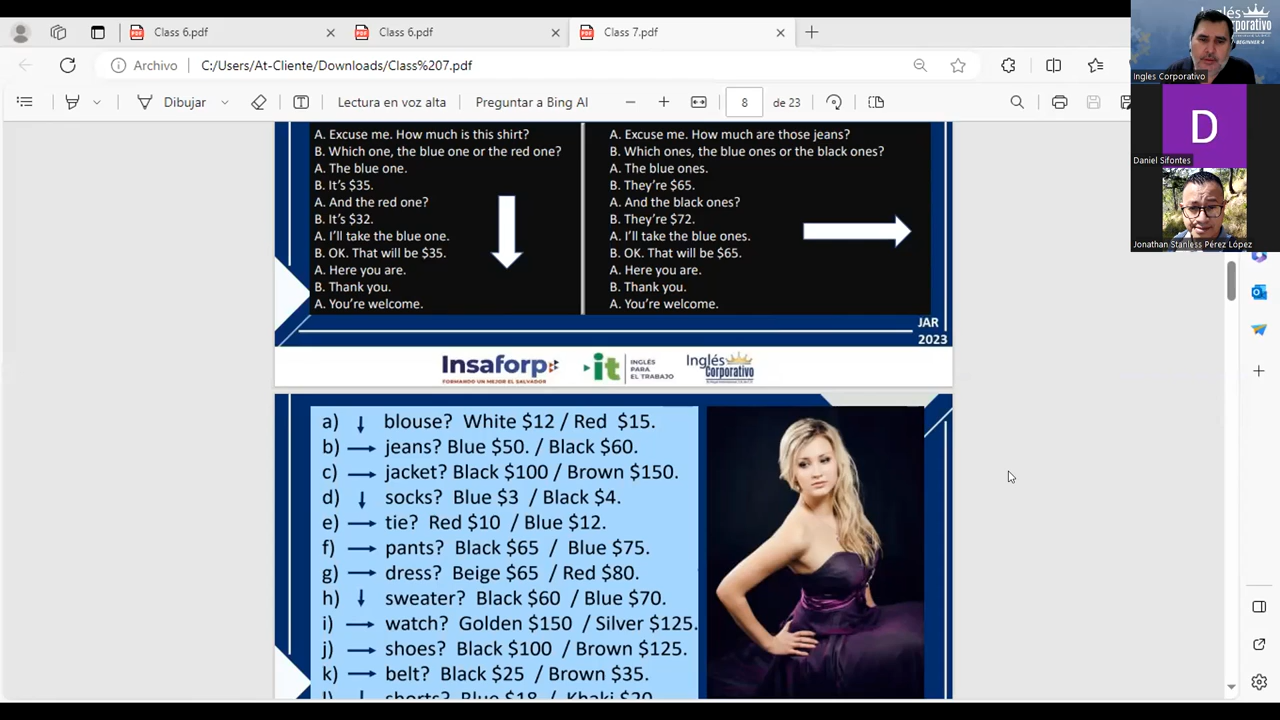 Class 6.pdf
Class 6.pdf
Class 7.pdf
Archivo
C:/Users/At-Cliente/Downloads/Class%207.pdf
Dibujar
Lectura en voz alta
Preguntar a Bing AI
8
de 23
Inglés
Corporativo
BEGINNER 4
Ingles Corporativo
D
Daniel Sifontes
Jonathan Stanless Pérez López
A. Excuse me. How much is this shirt?
B. Which one, the blue one or the red one?
A. The blue one.
B. It's $35.
A. And the red one?
B. It's $32.
A. I'll take the blue one.
B. OK. That will be $35.
A. Here you are.
B. Thank you.
A. You're welcome.
A. Excuse me. How much are those jeans?
B. Which ones, the blue ones or the black ones?
A. The blue ones.
B. They're $65.
A. And the black ones?
B. They're $72.
A. I'll take the blue ones.
B. OK. That will be $65.
A. Here you are.
B. Thank you.
A. You're welcome.
JAR
2023
Insaforp
FORMANDO UN MEJOR EL SALVADOR
it
INGLÉS
PARA
EL TRABAJO
Inglés
Corporativo
a) ↓ blouse? White $12 / Red $15.
b) → jeans? Blue $50. / Black $60.
c) → jacket? Black $100 / Brown $150.
d) ↓ socks? Blue $3 / Black $4.
e) → tie? Red $10 / Blue $12.
f) → pants? Black $65 / Blue $75.
g) → dress? Beige $65 / Red $80.
h) ↓ sweater? Black $60 / Blue $70.
i) → watch? Golden $150 / Silver $125.
j) → shoes? Black $100 / Brown $125.
k) → belt? Black $25 / Brown $35.
l) ↓ shorts? Blue $18 / Khaki $20